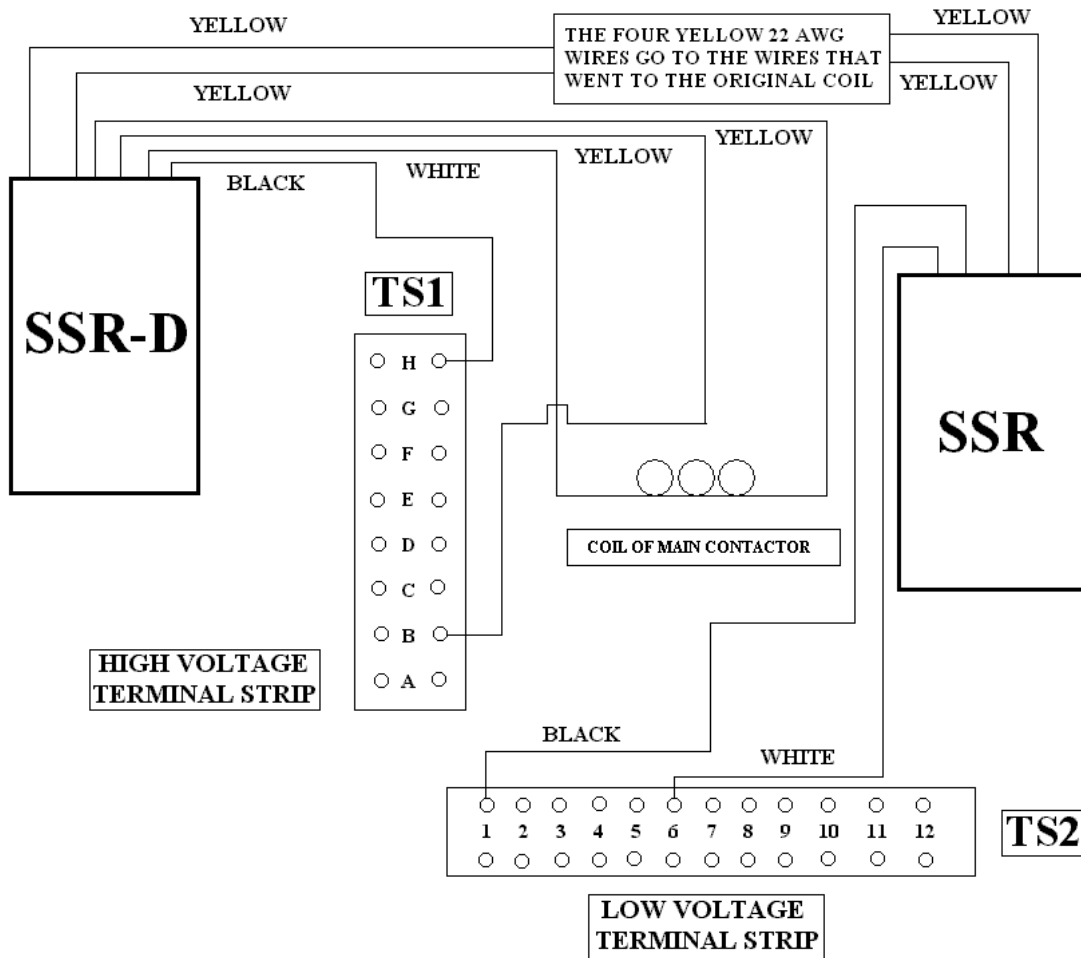 YELLOW
YELLOW
THE FOUR YELLOW 22 AWG
WIRES GO TO THE WIRES THAT
WENT TO THE ORIGINAL COIL
YELLOW
YELLOW
YELLOW
YELLOW
WHITE
BLACK
SSR-D
TS1
H
G
F
E
D
C
B
A
SSR
COIL OF MAIN CONTACTOR
HIGH VOLTAGE
TERMINAL STRIP
BLACK
WHITE
1 2 3 4 5 6 7 8 9 10 11 12
TS2
LOW VOLTAGE
TERMINAL STRIP